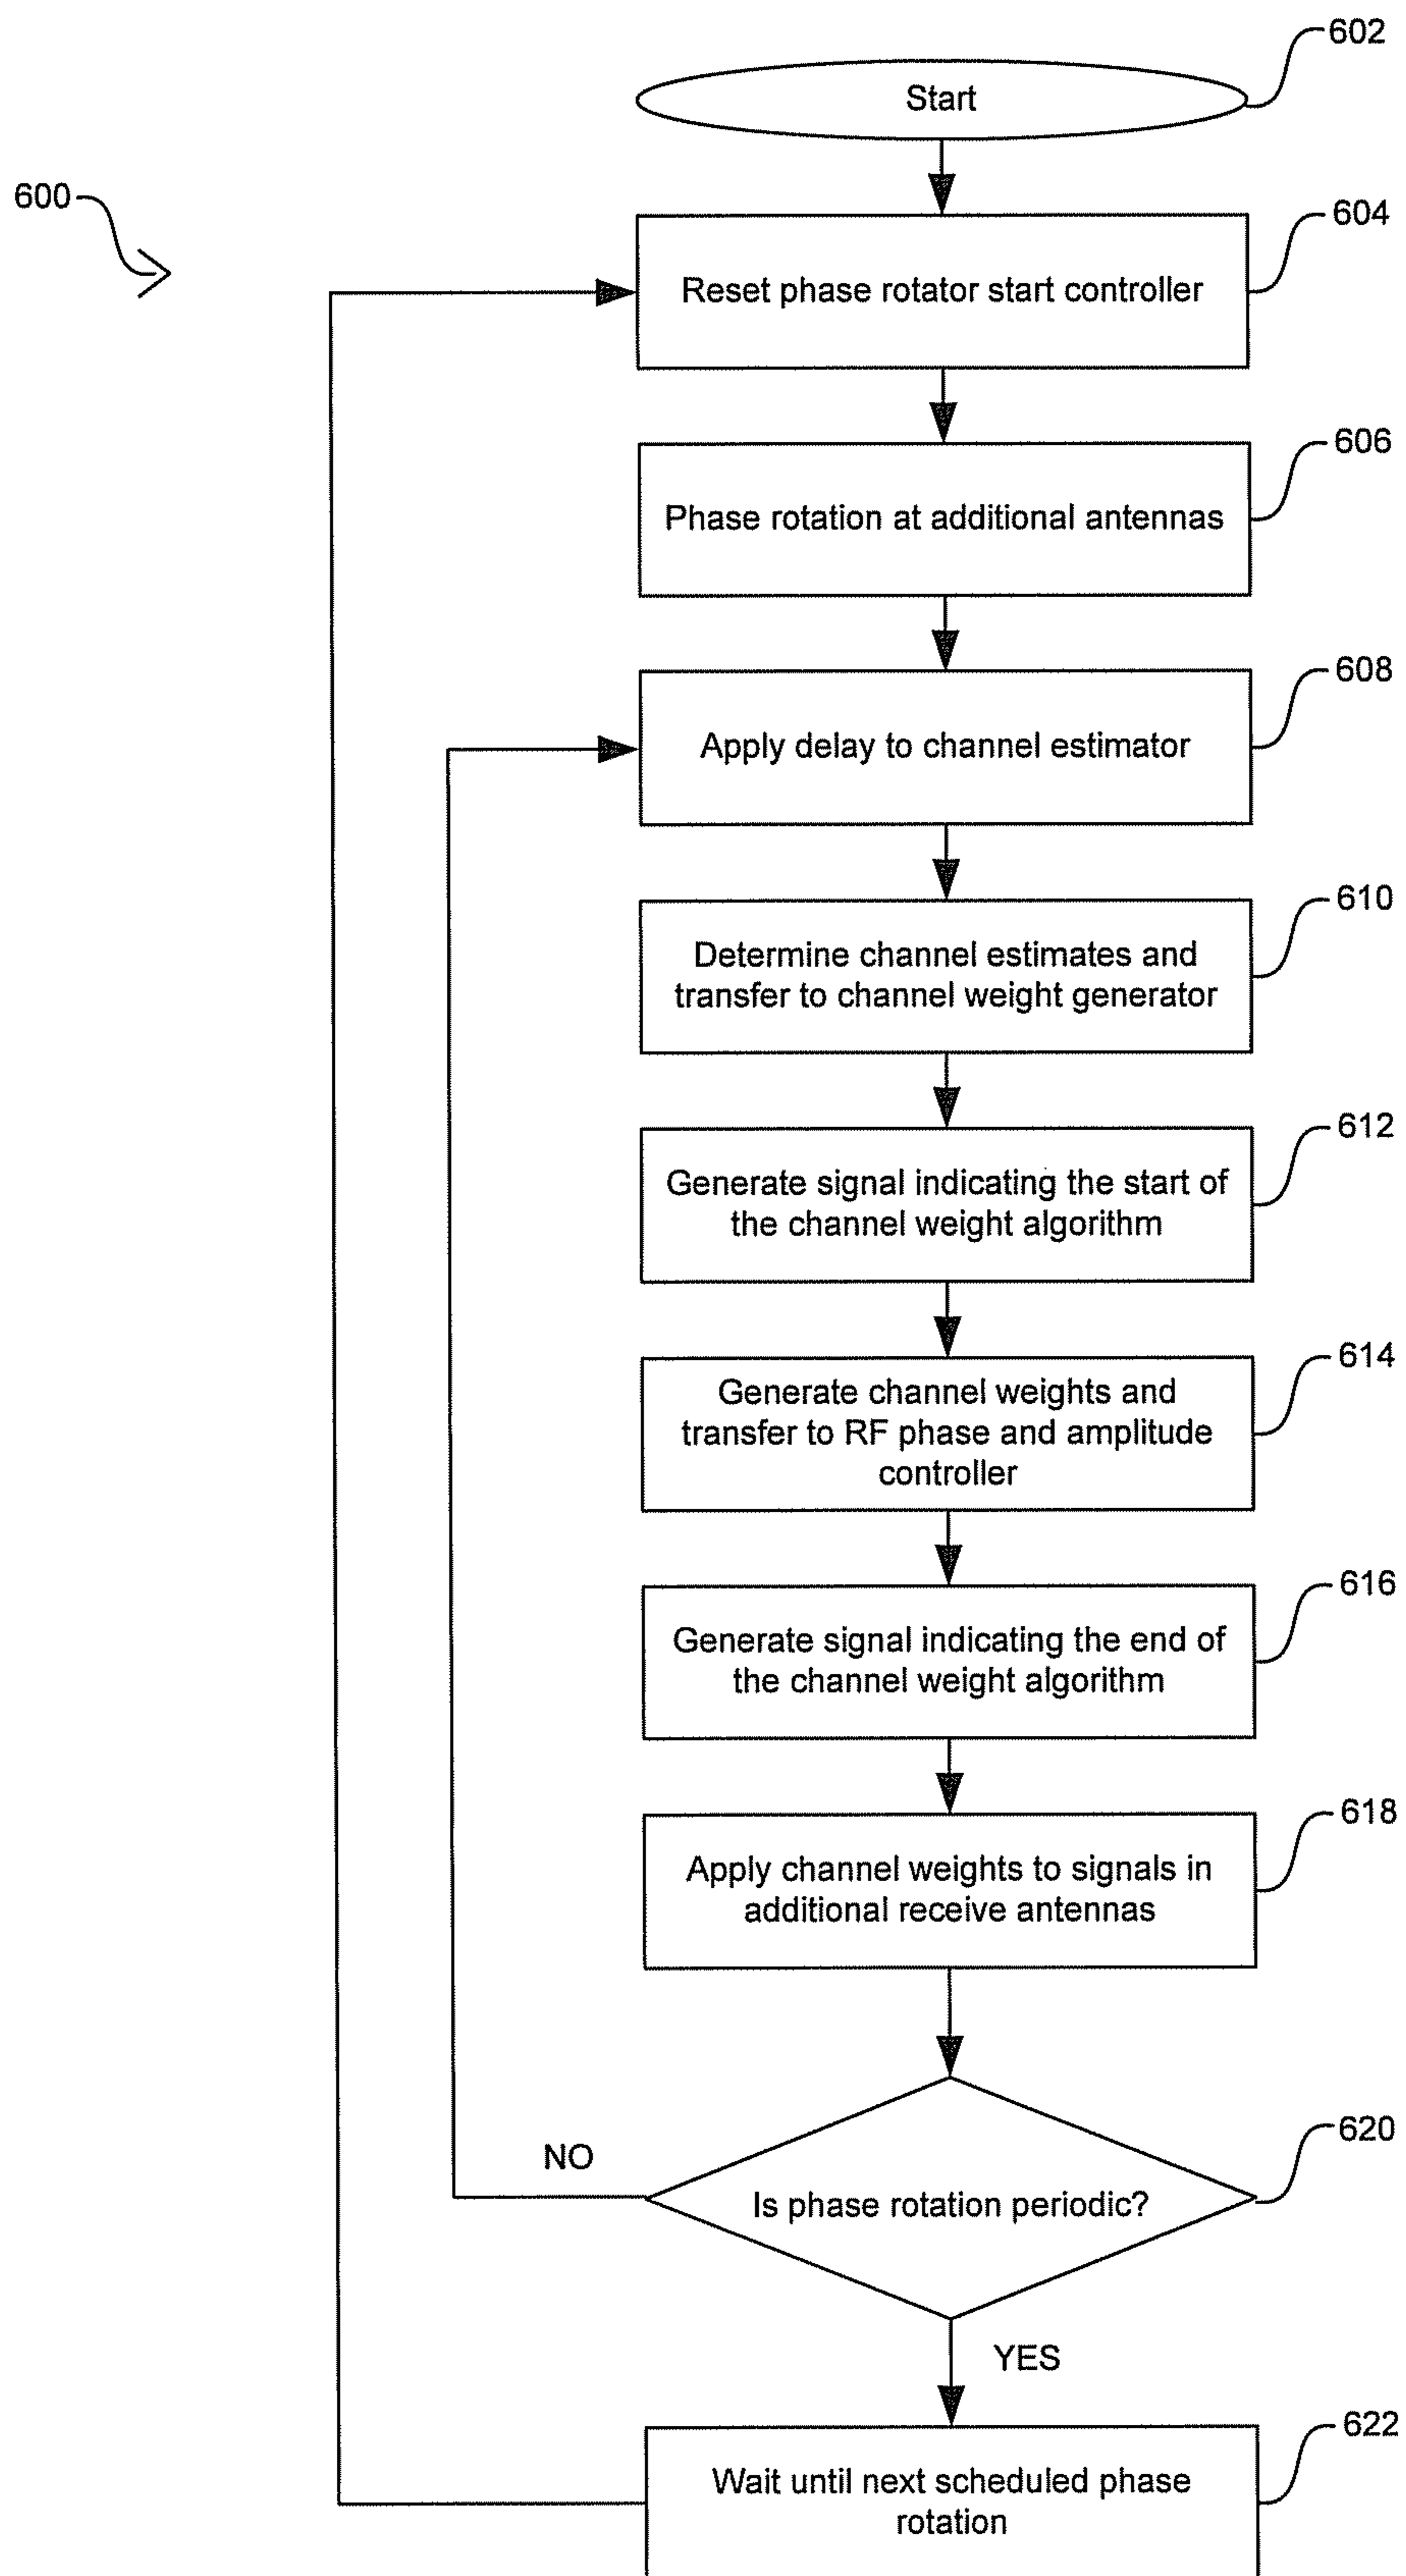 602
Start
600
604
Reset phase rotator start controller
606
Phase rotation at additional antennas
608
Apply delay to channel estimator
610
Determine channel estimates and
transfer to channel weight generator
612
Generate signal indicating the start of
the channel weight algorithm
614
Generate channel weights and
transfer to RF phase and amplitude
controller
616
Generate signal indicating the end of
the channel weight algorithm
618
Apply channel weights to signals in
additional receive antennas
620
NO
Is phase rotation periodic?
YES
622
Wait until next scheduled phase
rotation